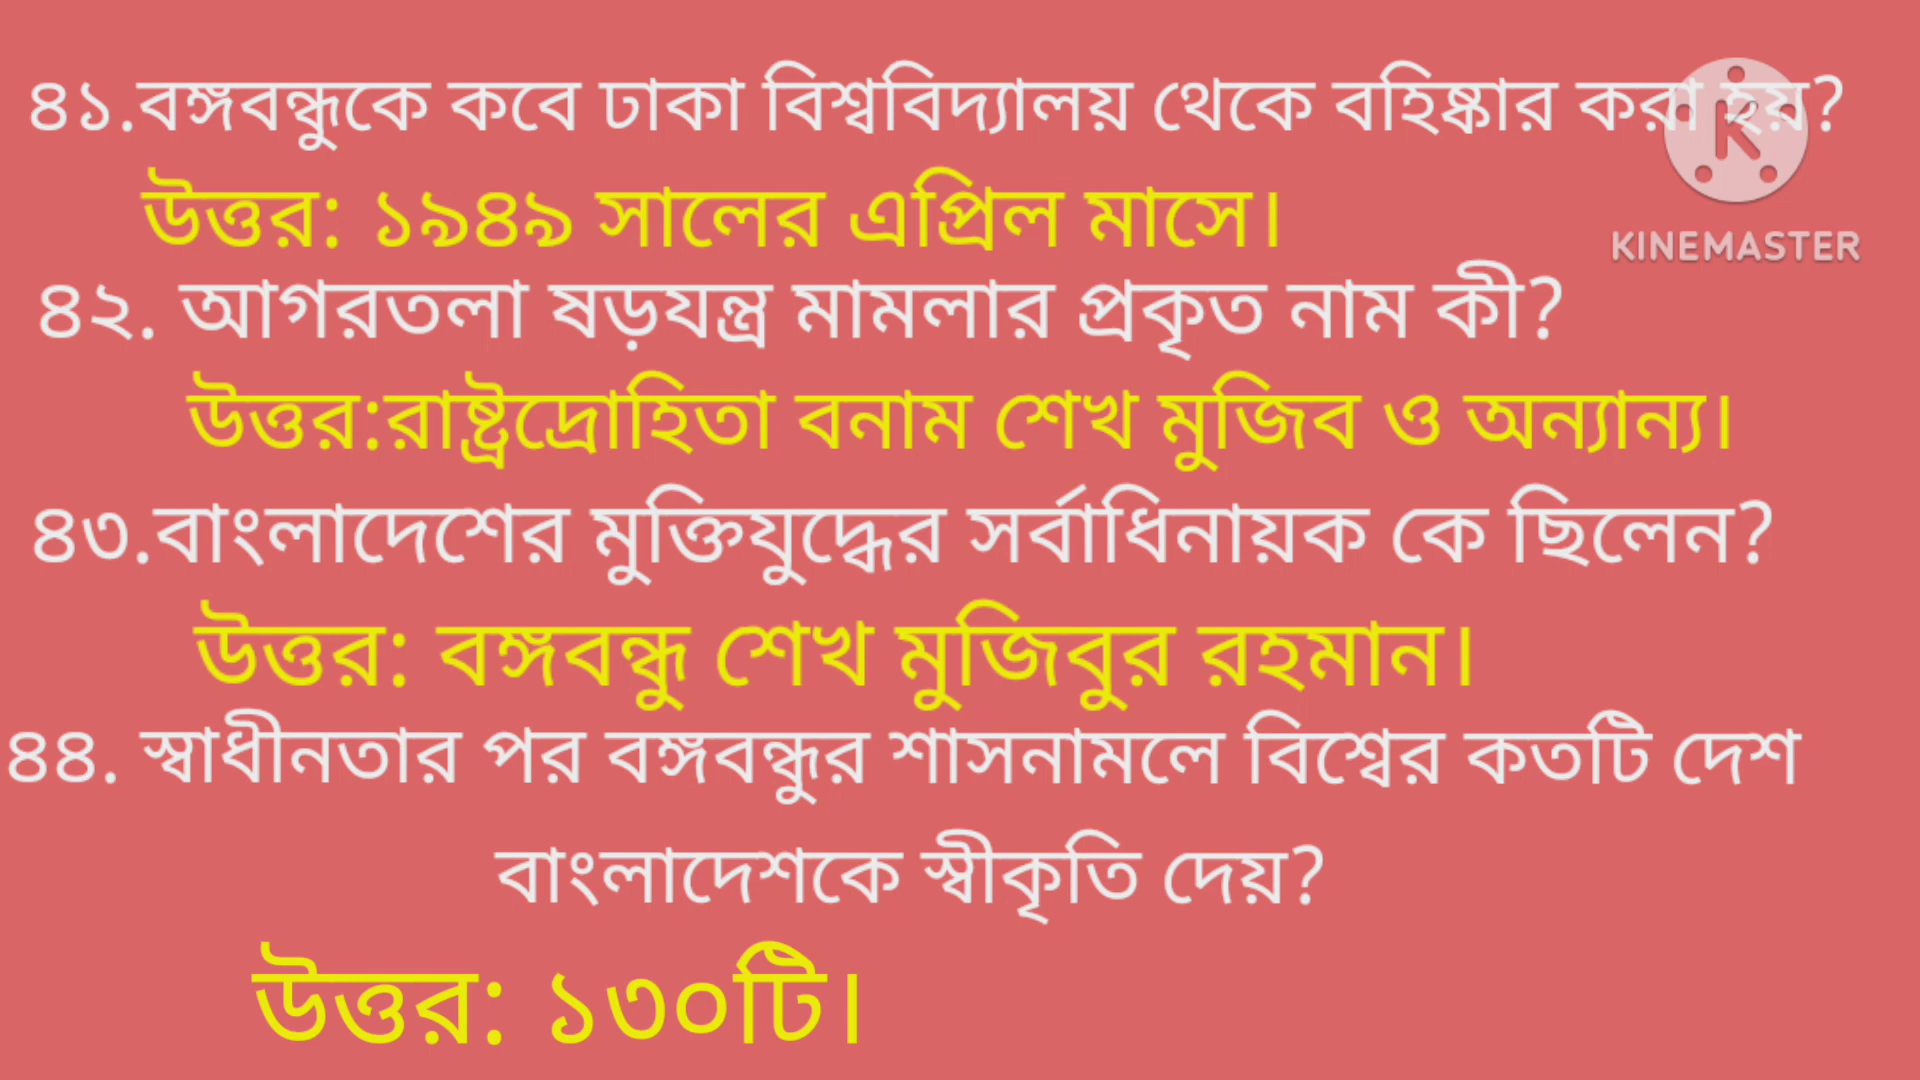 ৪১.বঙ্গবন্ধুকে কবে ঢাকা বিশ্ববিদ্যালয় থেকে বহিষ্কার করা হয়?
উত্তর: ১৯৪৯ সালের এপ্রিল মাসে।
KINEMASTER
৪২. আগরতলা ষড়যন্ত্র মামলার প্রকৃত নাম কী?
উত্তর:রাষ্ট্রদ্রোহিতা বনাম শেখ মুজিব ও অন্যান্য।
৪৩.বাংলাদেশের মুক্তিযুদ্ধের সর্বাধিনায়ক কে ছিলেন?
উত্তর: বঙ্গবন্ধু শেখ মুজিবুর রহমান।
৪৪. স্বাধীনতার পর বঙ্গবন্ধুর শাসনামলে বিশ্বের কতটি দেশ
বাংলাদেশকে স্বীকৃতি দেয়?
উত্তর: ১৩০টি।